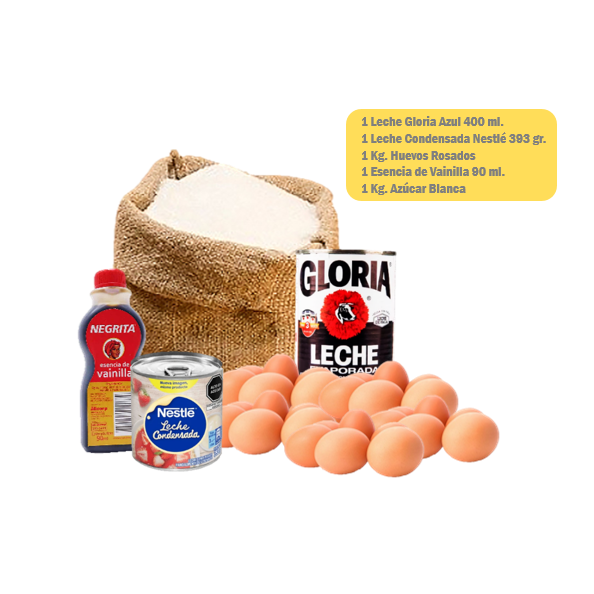 1 Leche Gloria Azul 400 ml.
1 Leche Condensada Nestlé 393 gr.
1 Kg. Huevos Rosados
1 Esencia de Vainilla 90 ml.
1 Kg. Azúcar Blanca
GLORIA
LECHE
EVAPORADA
NEGRITA
esencia de
vainilla
Nestlé
Leche
Condensada